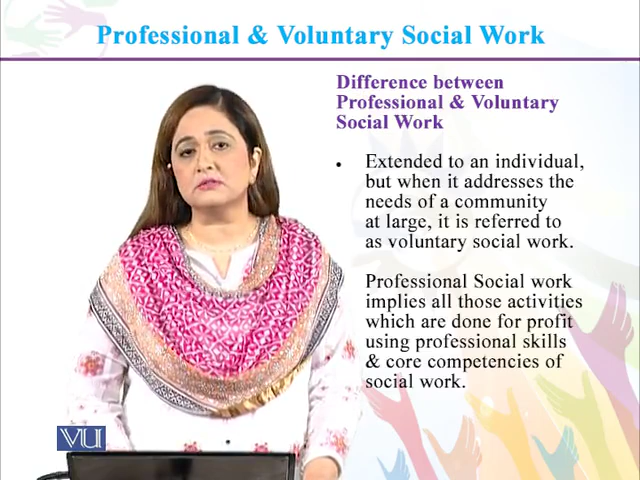 Professional & Voluntary Social Work
Difference between
Professional & Voluntary
Social Work
• Extended to an individual,
but when it addresses the
needs of a community
at large, it is referred to
as voluntary social work.
Professional Social work
implies all those activities
which are done for profit
using professional skills
& core competencies of
social work.
VU